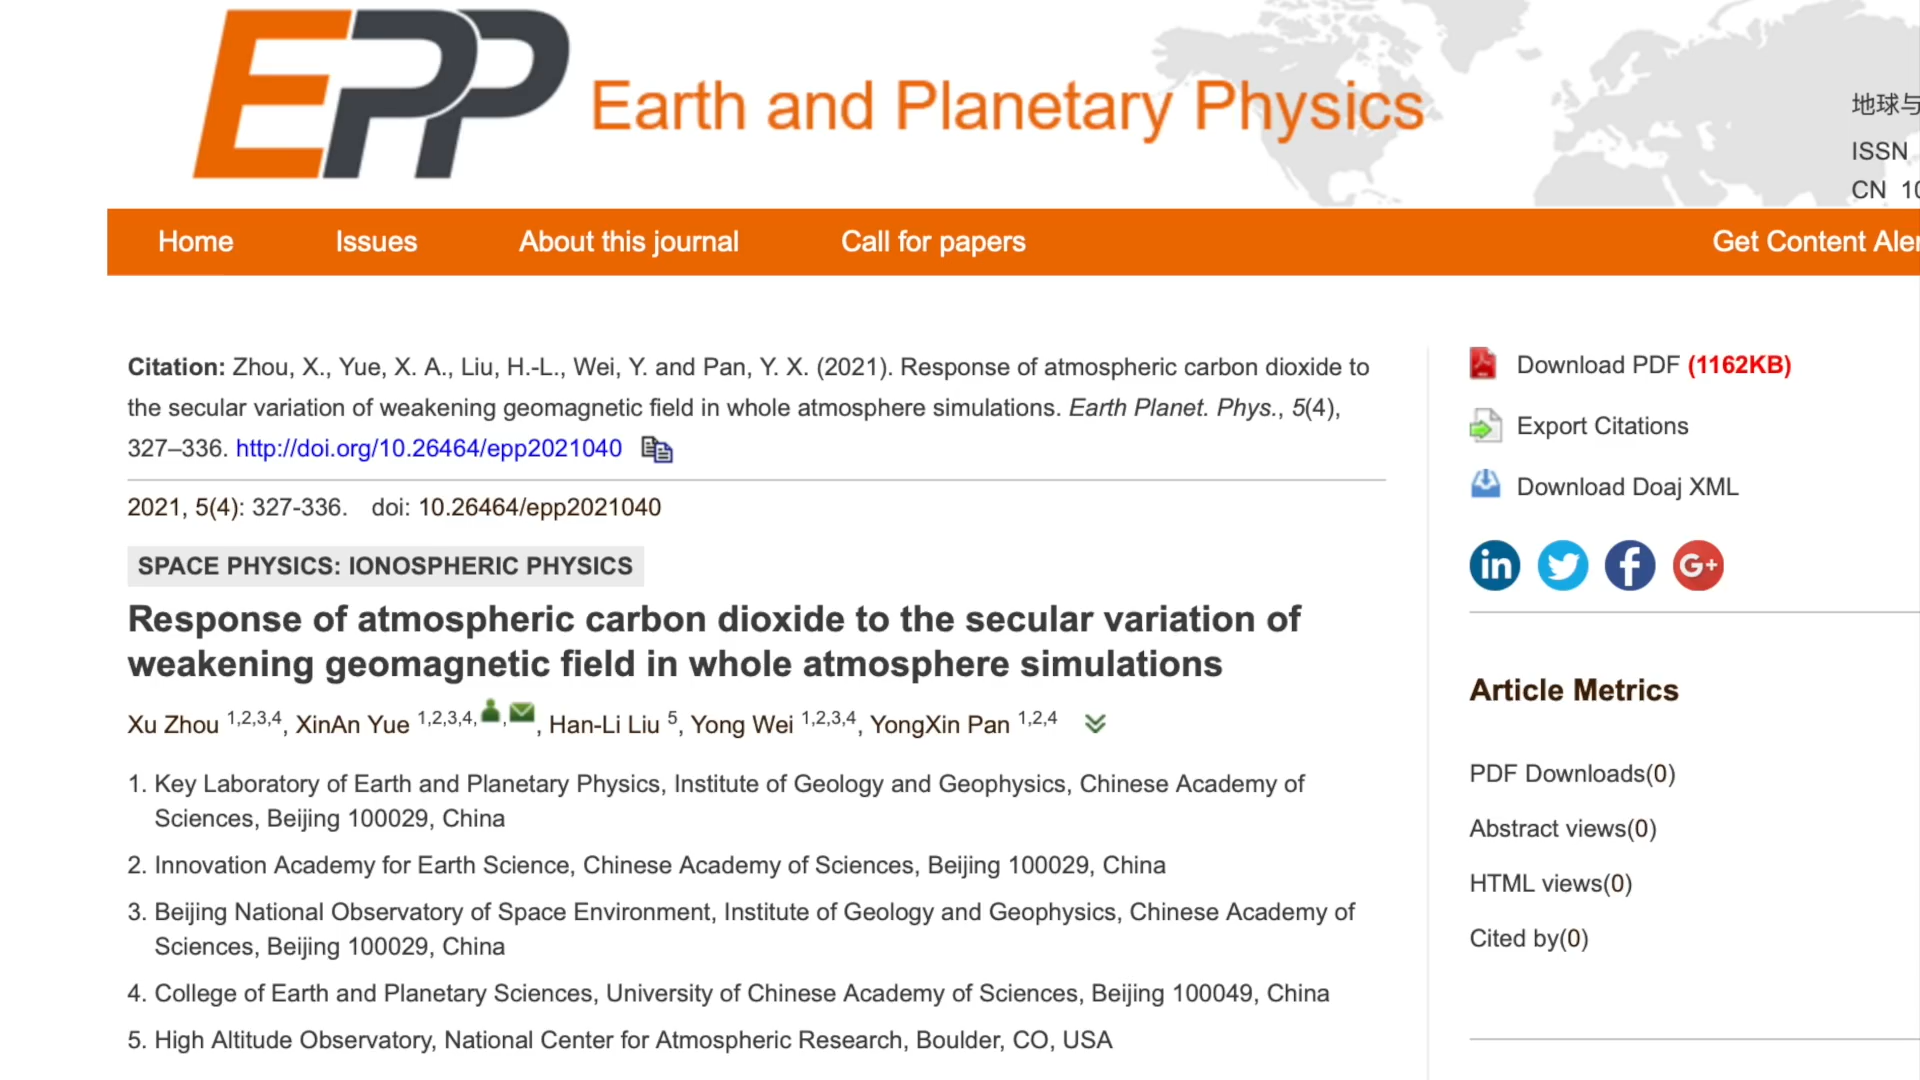 EPP
Earth and Planetary Physics
地球与
ISSN
CN 10
Home Issues About this journal Call for papers Get Content Aler
Citation: Zhou, X., Yue, X. A., Liu, H.-L., Wei, Y. and Pan, Y. X. (2021). Response of atmospheric carbon dioxide to
the secular variation of weakening geomagnetic field in whole atmosphere simulations. Earth Planet. Phys., 5(4),
327–336. http://doi.org/10.26464/epp2021040
2021, 5(4): 327-336. doi: 10.26464/epp2021040
SPACE PHYSICS: IONOSPHERIC PHYSICS
Response of atmospheric carbon dioxide to the secular variation of
weakening geomagnetic field in whole atmosphere simulations
Xu Zhou 1,2,3,4, XinAn Yue 1,2,3,4, , , Han-Li Liu 5, Yong Wei 1,2,3,4, YongXin Pan 1,2,4
1. Key Laboratory of Earth and Planetary Physics, Institute of Geology and Geophysics, Chinese Academy of
Sciences, Beijing 100029, China
2. Innovation Academy for Earth Science, Chinese Academy of Sciences, Beijing 100029, China
3. Beijing National Observatory of Space Environment, Institute of Geology and Geophysics, Chinese Academy of
Sciences, Beijing 100029, China
4. College of Earth and Planetary Sciences, University of Chinese Academy of Sciences, Beijing 100049, China
5. High Altitude Observatory, National Center for Atmospheric Research, Boulder, CO, USA
Download PDF (1162KB)
Export Citations
Download Doaj XML
in f G+
Article Metrics
PDF Downloads(0)
Abstract views(0)
HTML views(0)
Cited by(0)